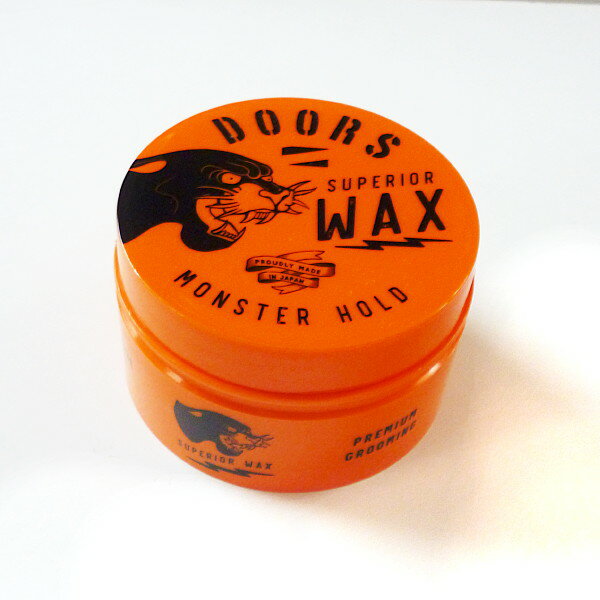 DOORS
SUPERIOR
WAX
PROUDLY MADE
IN JAPAN
MONSTER HOLD
SUPERIOR WAX
PREMIUM
GROOMING